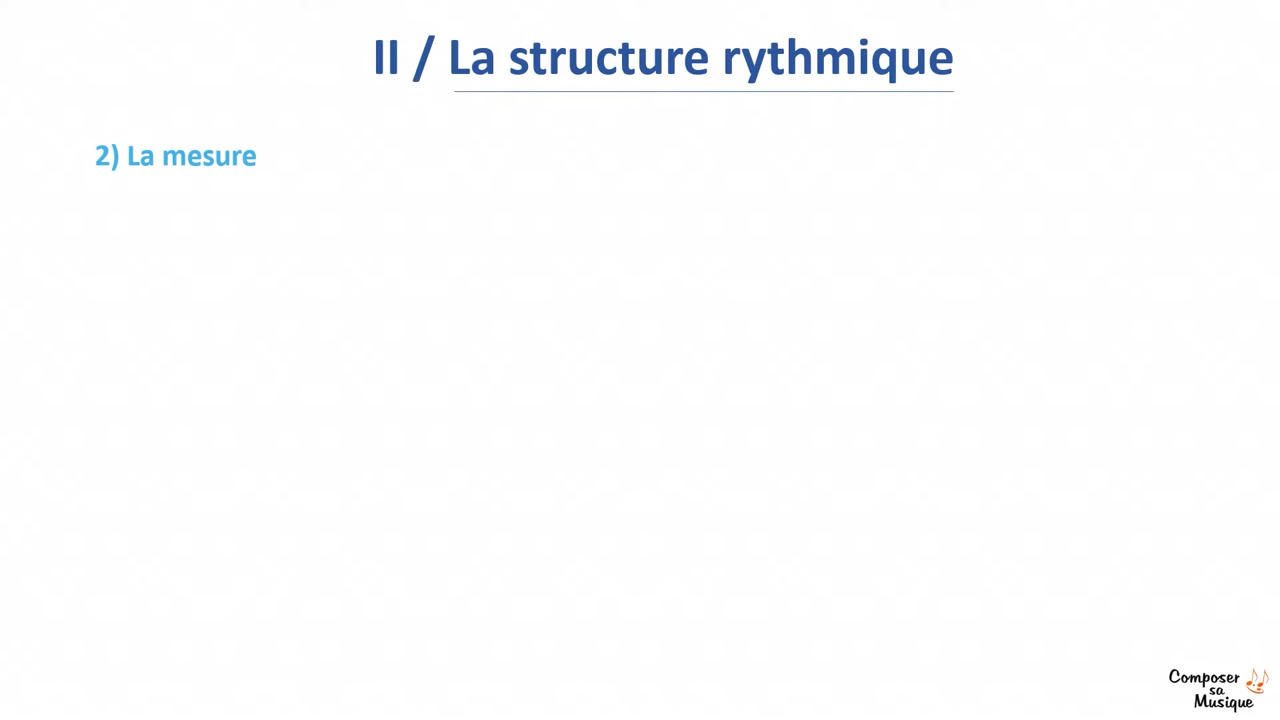 II / La structure rythmique
2) La mesure
Composer
sa
Musique